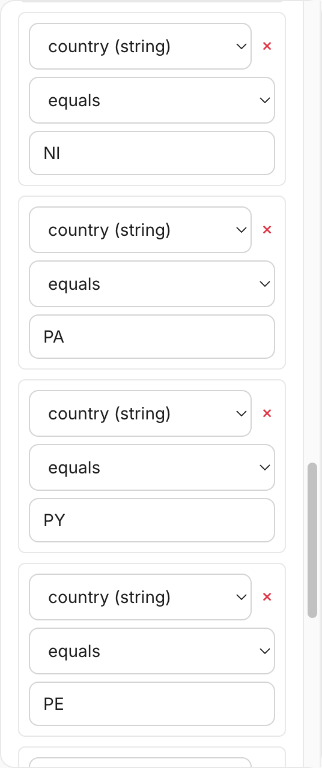 country (string) ×
equals
NI
country (string) ×
equals
PA
country (string) ×
equals
PY
country (string) ×
equals
PE